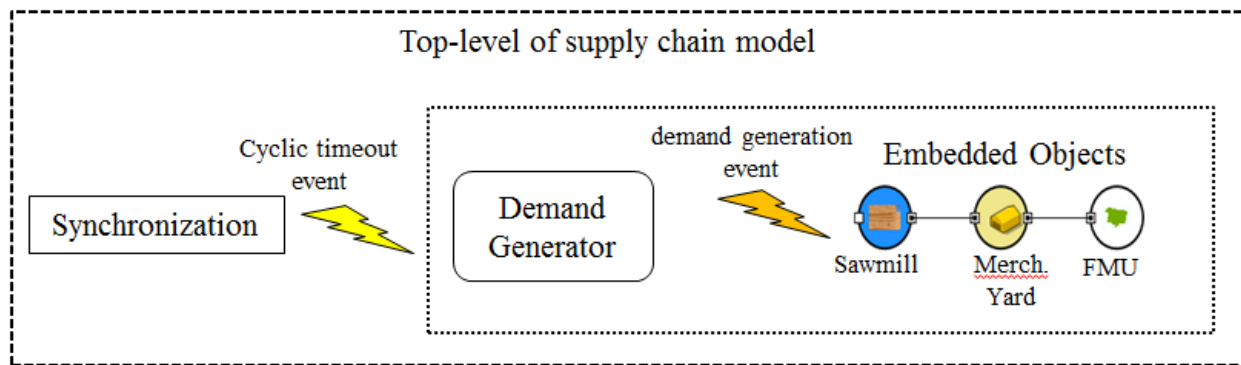 Top-level of supply chain model
Cyclic timeout
event
demand generation
event
Embedded Objects
Synchronization
Demand
Generator
Sawmill
Merch.
Yard
FMU